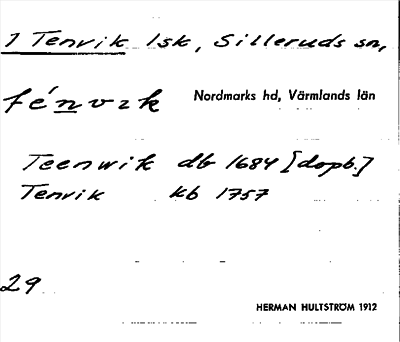 1 Tenvik Isk, Silleruds sn,
fénvik
Nordmarks hd, Värmlands län
Teenwik db 1684 [dopb.]
Tenvik kb 1757
29
HERMAN HULTSTRÖM 1912